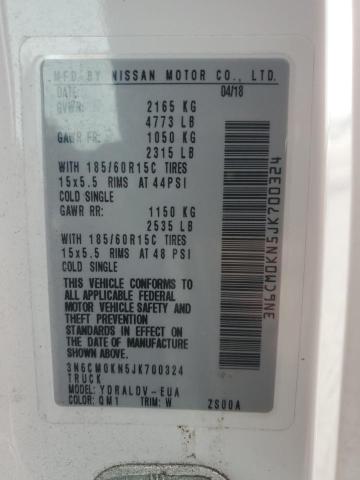 MFD BY NISSAN MOTOR CO., LTD.
DATE: 04/18
GVWR: 2165 KG
4773 LB
GAWR FR: 1050 KG
2315 LB
WITH 185/60R15C TIRES
15x5.5 RIMS AT 44PSI
COLD SINGLE
GAWR RR: 1150 KG
2535 LB
WITH 185/60R15C TIRES
15x5.5 RIMS AT 48 PSI
COLD SINGLE
THIS VEHICLE CONFORMS TO
ALL APPLICABLE FEDERAL
MOTOR VEHICLE SAFETY
AND THEFT PREVENTION
STANDARDS IN EFFECT ON
THE DATE OF MANUFACTURE
SHOWN ABOVE
3N6CM0KN5JK700324
TRUCK
MODEL: YDRALDV-EUA
COLOR: QM1 TRIM: W ZS00A
3N6CM0KN5JK700324